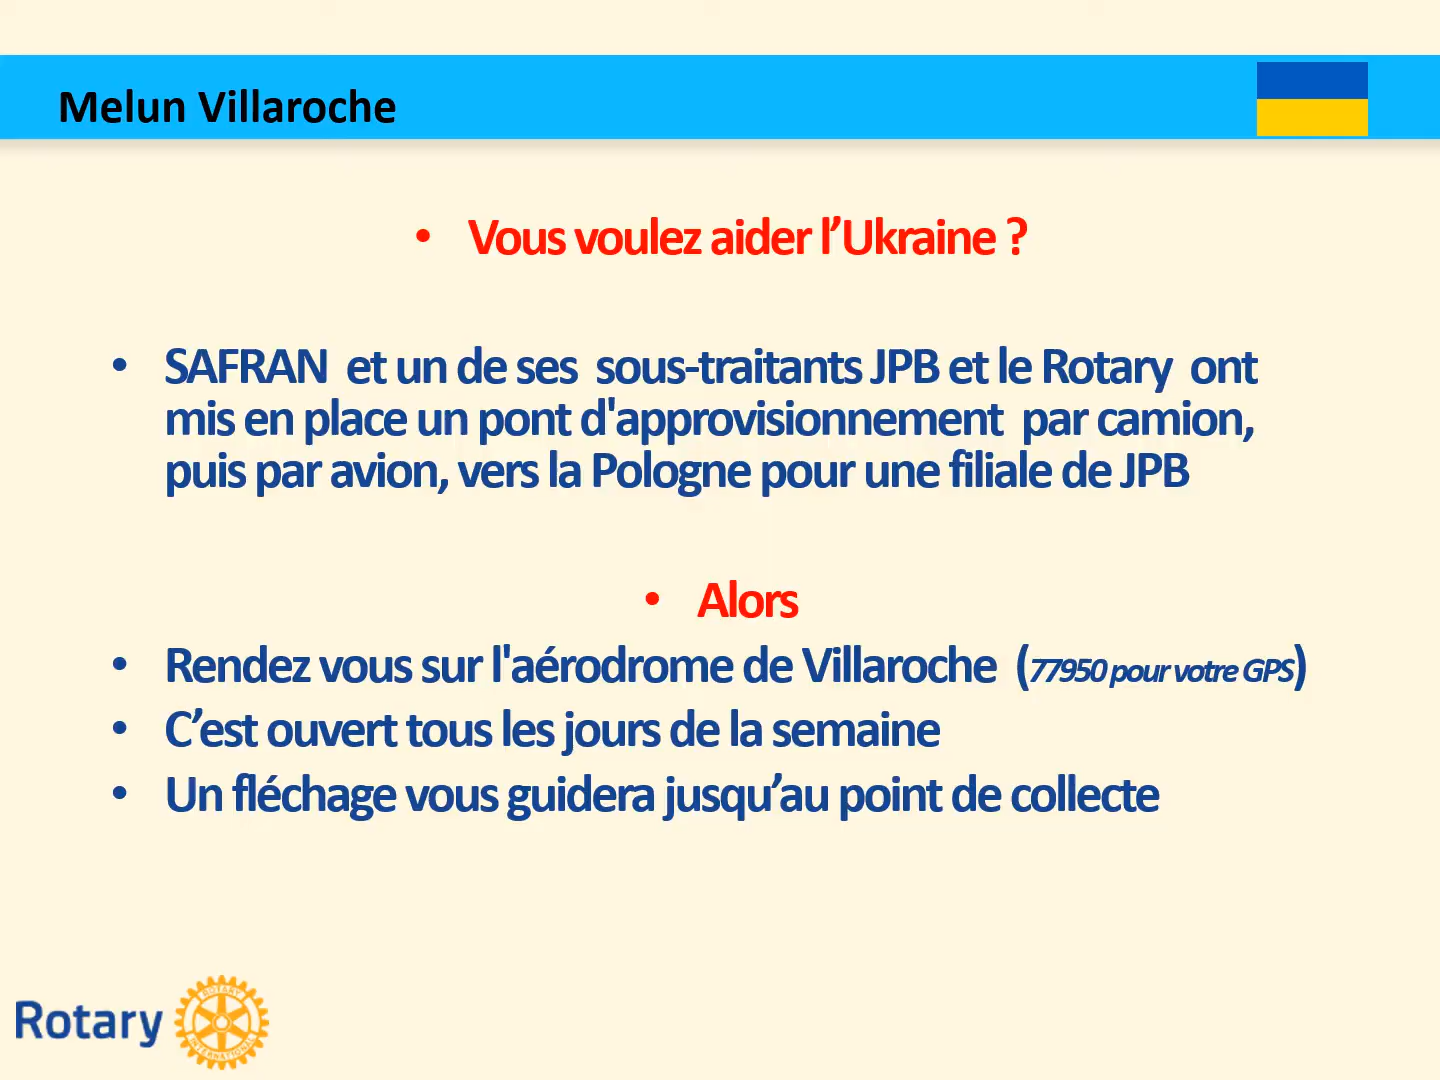 Melun Villaroche
• Vous voulez aider l’Ukraine ?
• SAFRAN et un de ses sous-traitants JPB et le Rotary ont
mis en place un pont d'approvisionnement par camion,
puis par avion, vers la Pologne pour une filiale de JPB
• Alors
• Rendez vous sur l'aérodrome de Villaroche (77950 pour votre GPS)
• C’est ouvert tous les jours de la semaine
• Un fléchage vous guidera jusqu’au point de collecte
Rotary
ROTARY
INTERNATIONAL